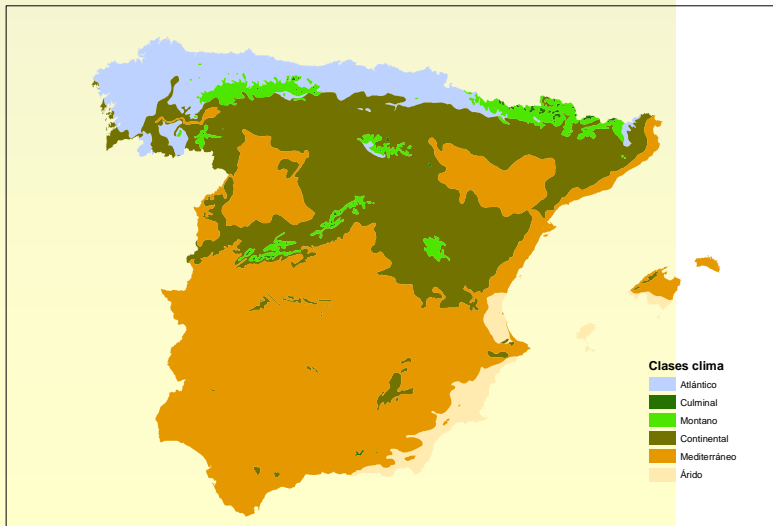 Clases clima
Atlántico
Culminal
Montano
Continental
Mediterráneo
Árido